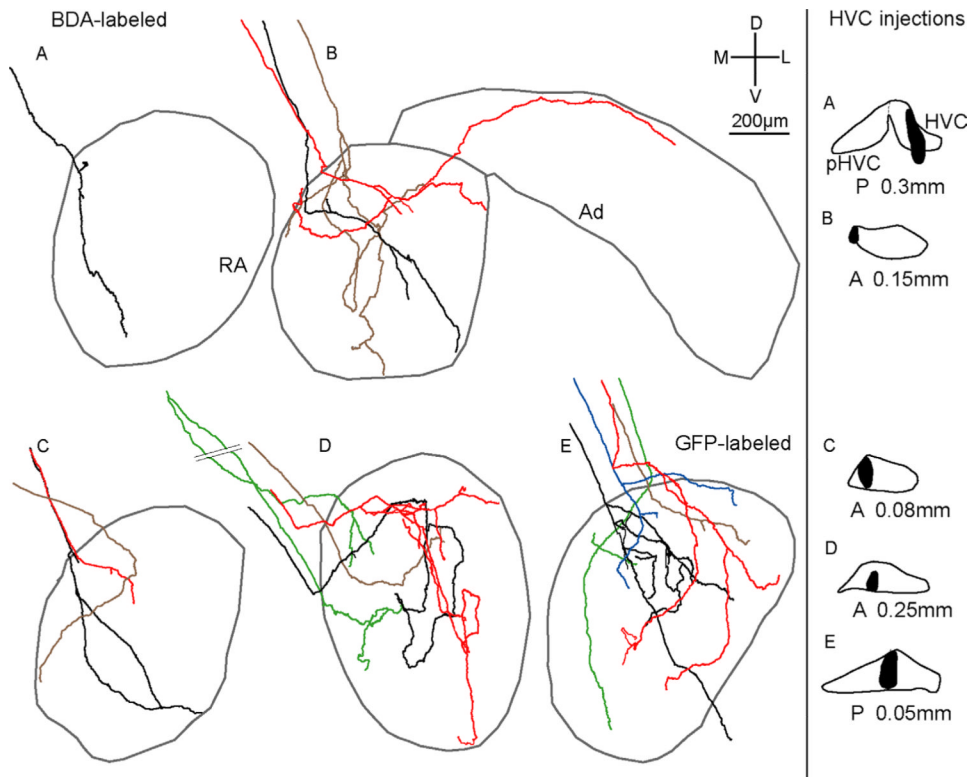 BDA-labeled
HVC injections
A
B
D
M
L
V
200µm
RA
Ad
A
HVC
pHVC
P 0.3mm
B
A 0.15mm
C
D
E
GFP-labeled
C
A 0.08mm
D
A 0.25mm
E
P 0.05mm